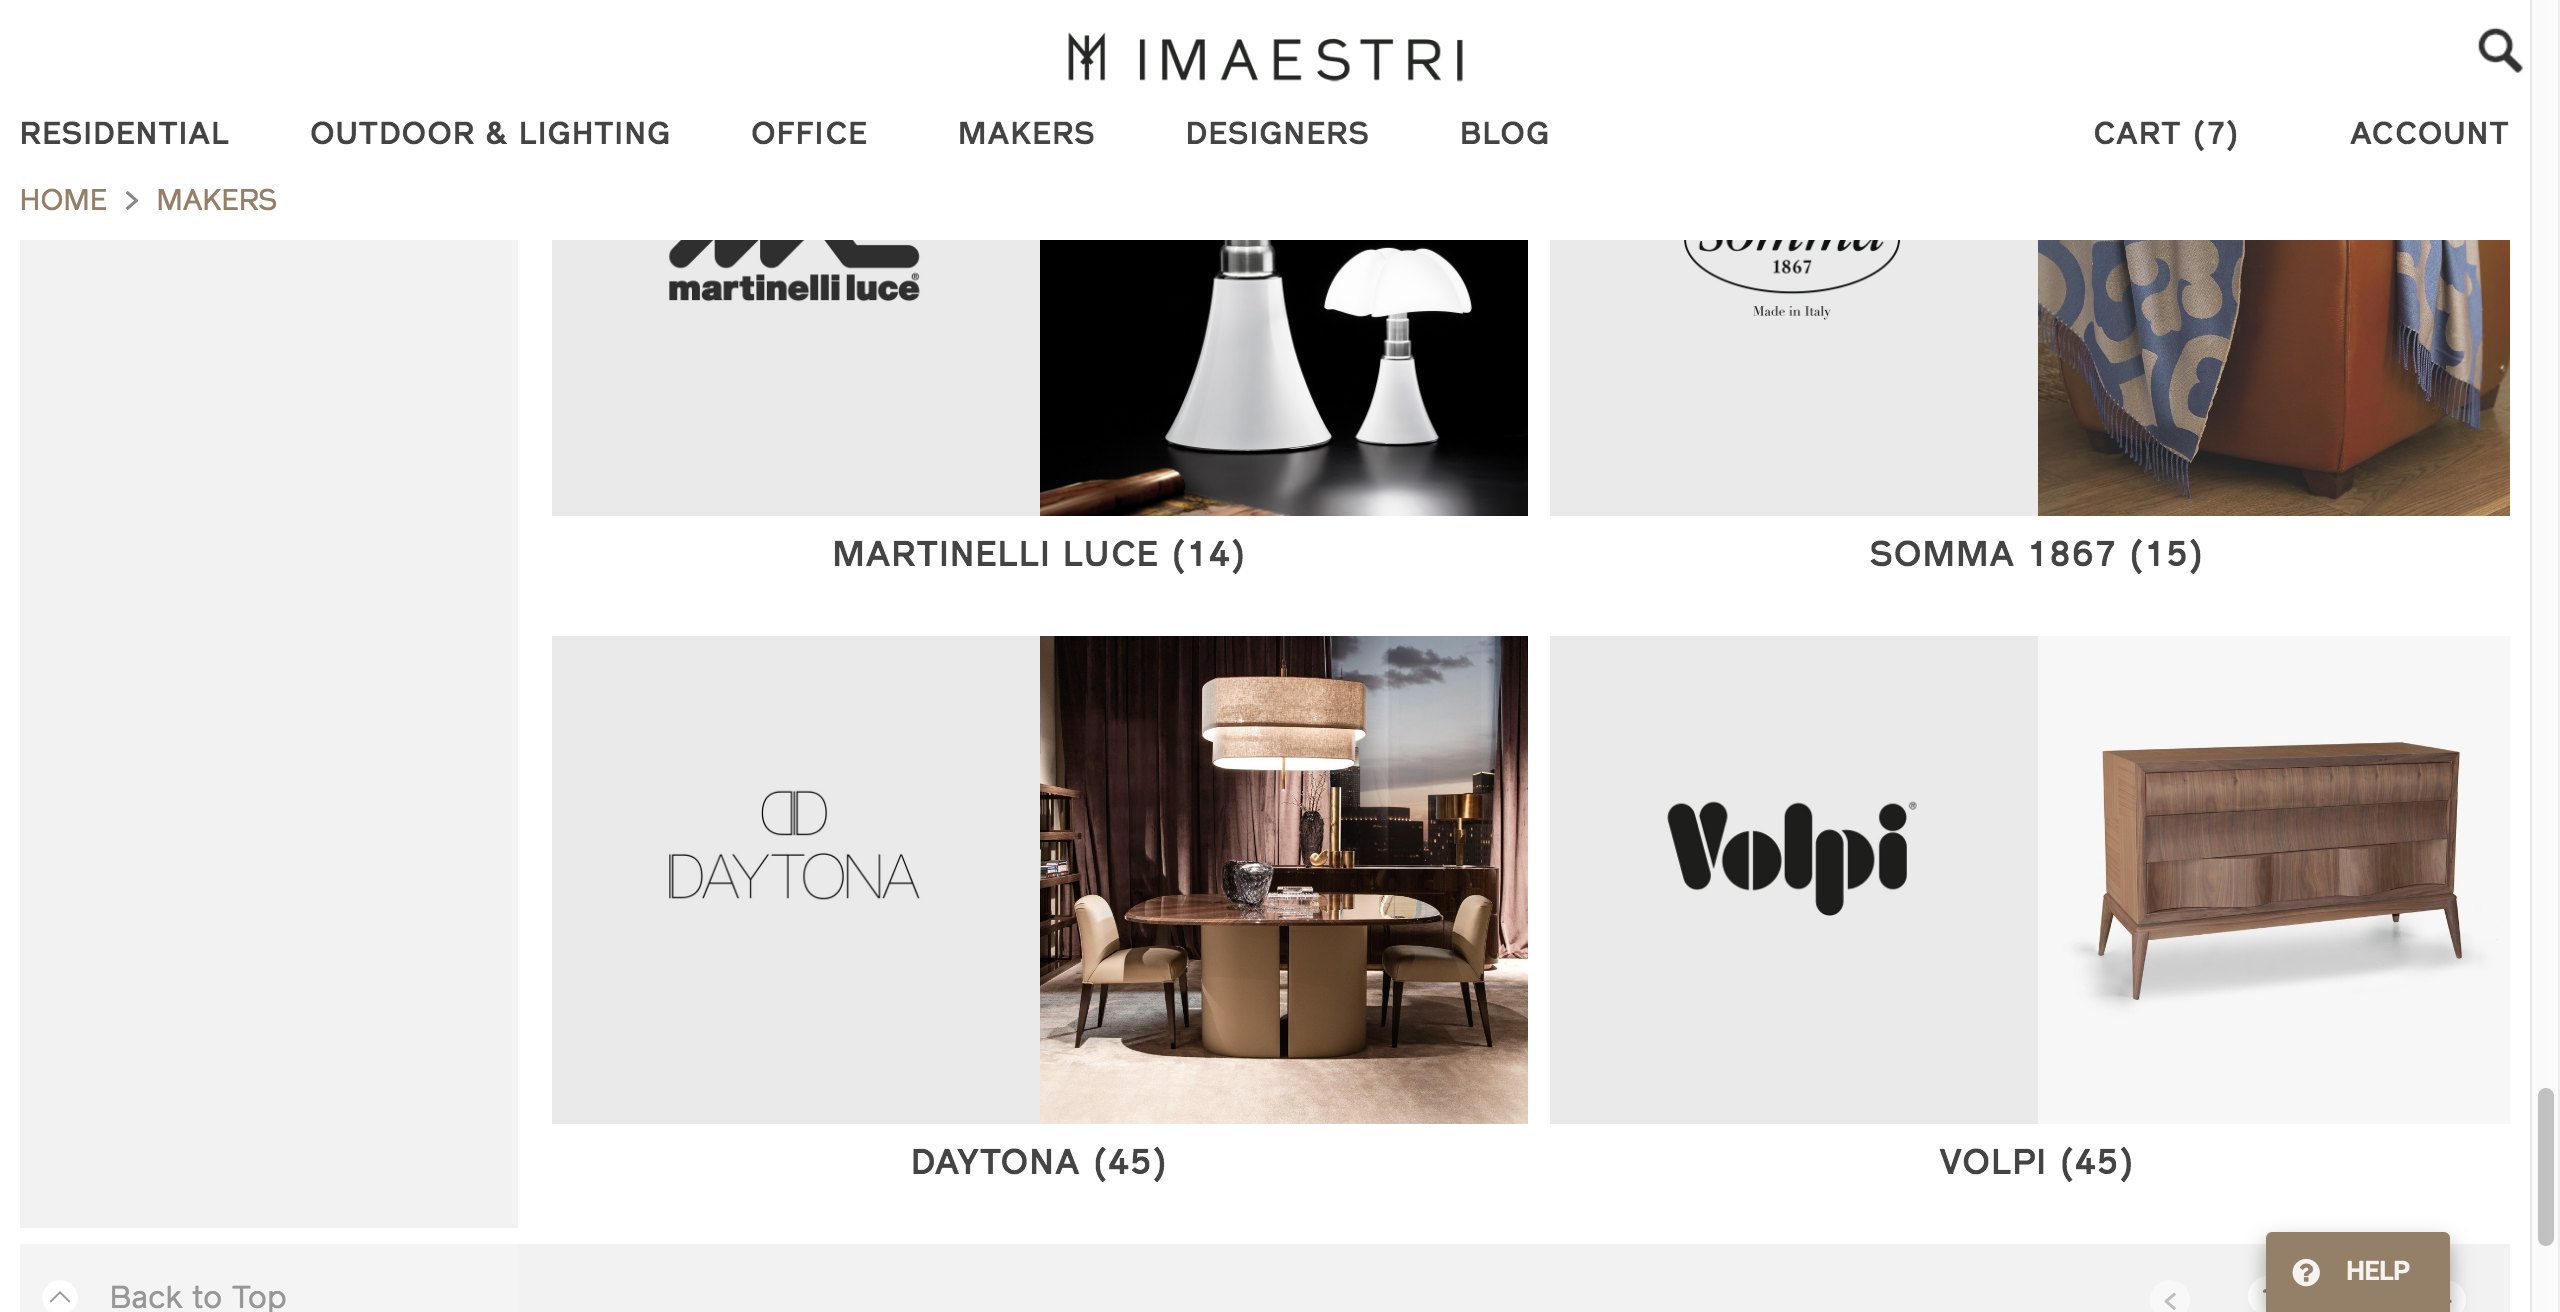 IMAESTRI
RESIDENTIAL OUTDOOR & LIGHTING OFFICE MAKERS DESIGNERS BLOG CART (7) ACCOUNT
HOME > MAKERS
martinelli luce
Somma
1867
Made in Italy
MARTINELLI LUCE (14)
SOMMA 1867 (15)
DAYTONA
Volpi®
DAYTONA (45)
VOLPI (45)
Back to Top
HELP